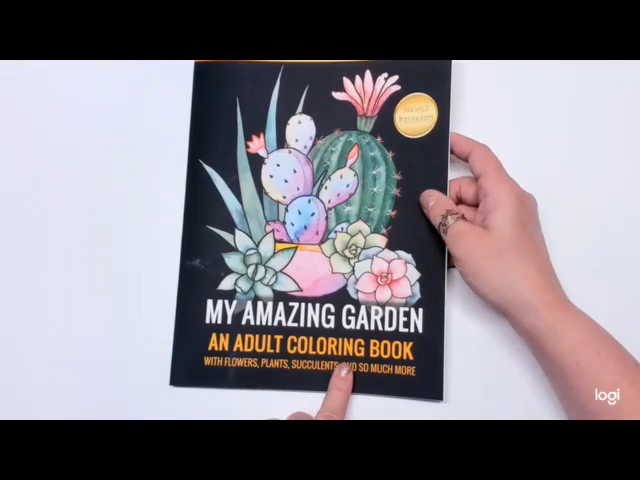 MY AMAZING GARDEN
AN ADULT COLORING BOOK
WITH FLOWERS, PLANTS, SUCCULENTS AND SO MUCH MORE
logi